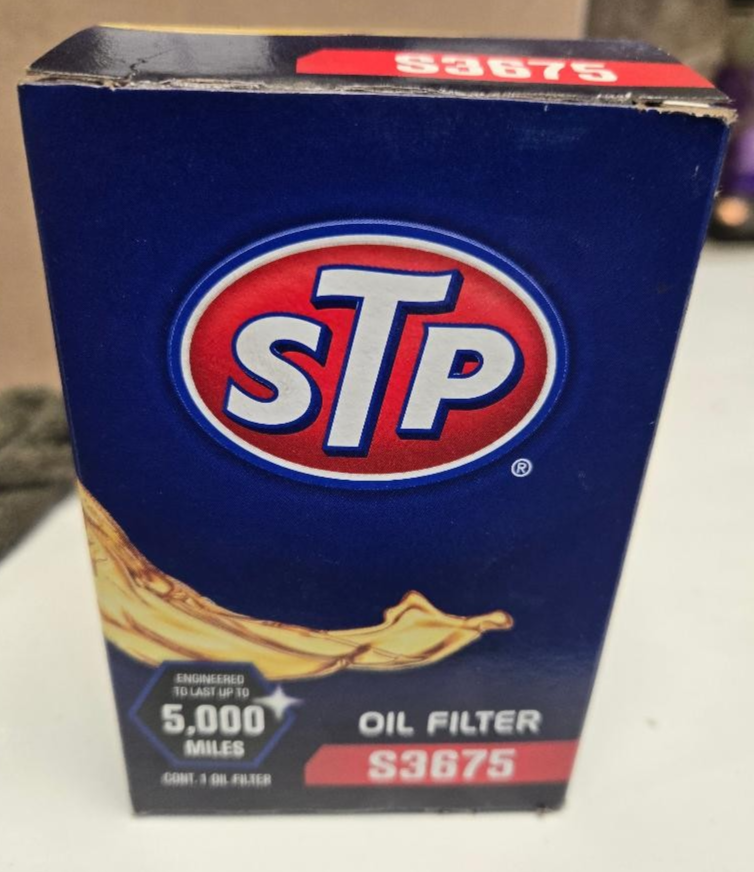 S3675
STP
®
ENGINEERED
TO LAST UP TO
5,000
MILES
CONT. 1 OIL FILTER
OIL FILTER
S3675